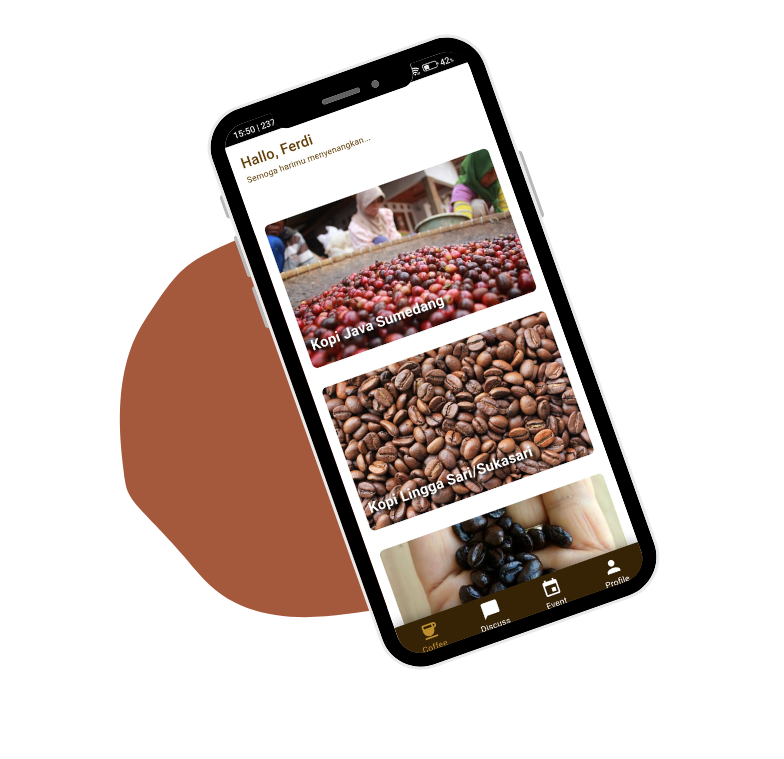 15:50 | 237
42%
Hallo, Ferdi
Semoga harimu menyenangkan...
Kopi Java Sumedang
Kopi Lingga Sari/Sukasari
Coffee
Discuss
Event
Profile